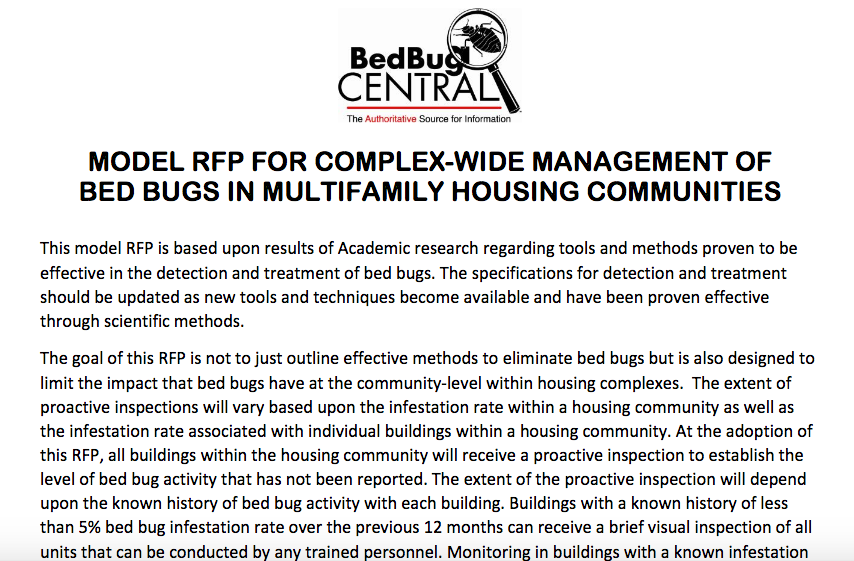 BedBug
CENTRAL
The Authoritative Source for Information
MODEL RFP FOR COMPLEX-WIDE MANAGEMENT OF
BED BUGS IN MULTIFAMILY HOUSING COMMUNITIES
This model RFP is based upon results of Academic research regarding tools and methods proven to be
effective in the detection and treatment of bed bugs. The specifications for detection and treatment
should be updated as new tools and techniques become available and have been proven effective
through scientific methods.
The goal of this RFP is not to just outline effective methods to eliminate bed bugs but is also designed to
limit the impact that bed bugs have at the community-level within housing complexes. The extent of
proactive inspections will vary based upon the infestation rate within a housing community as well as
the infestation rate associated with individual buildings within a housing community. At the adoption of
this RFP, all buildings within the housing community will receive a proactive inspection to establish the
level of bed bug activity that has not been reported. The extent of the proactive inspection will depend
upon the known history of bed bug activity with each building. Buildings with a known history of less
than 5% bed bug infestation rate over the previous 12 months can receive a brief visual inspection of all
units that can be conducted by any trained personnel. Monitoring in buildings with a known infestation